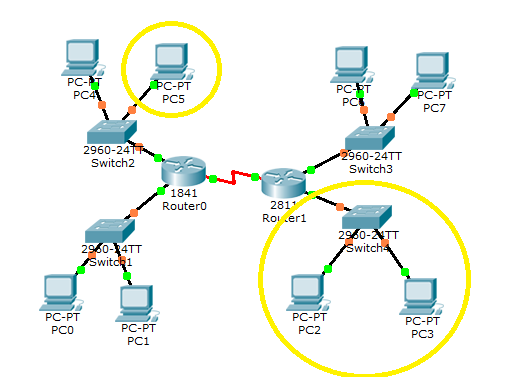 PC-PT
PC4
PC-PT
PC5
PC-PT
PC-PT
PC7
2960-24TT
Switch2
2960-24TT
Switch3
1841
Router0
2811
Router1
2960-24TT
Switch1
2960-24TT
Switch4
PC-PT
PC0
PC-PT
PC1
PC-PT
PC2
PC-PT
PC3